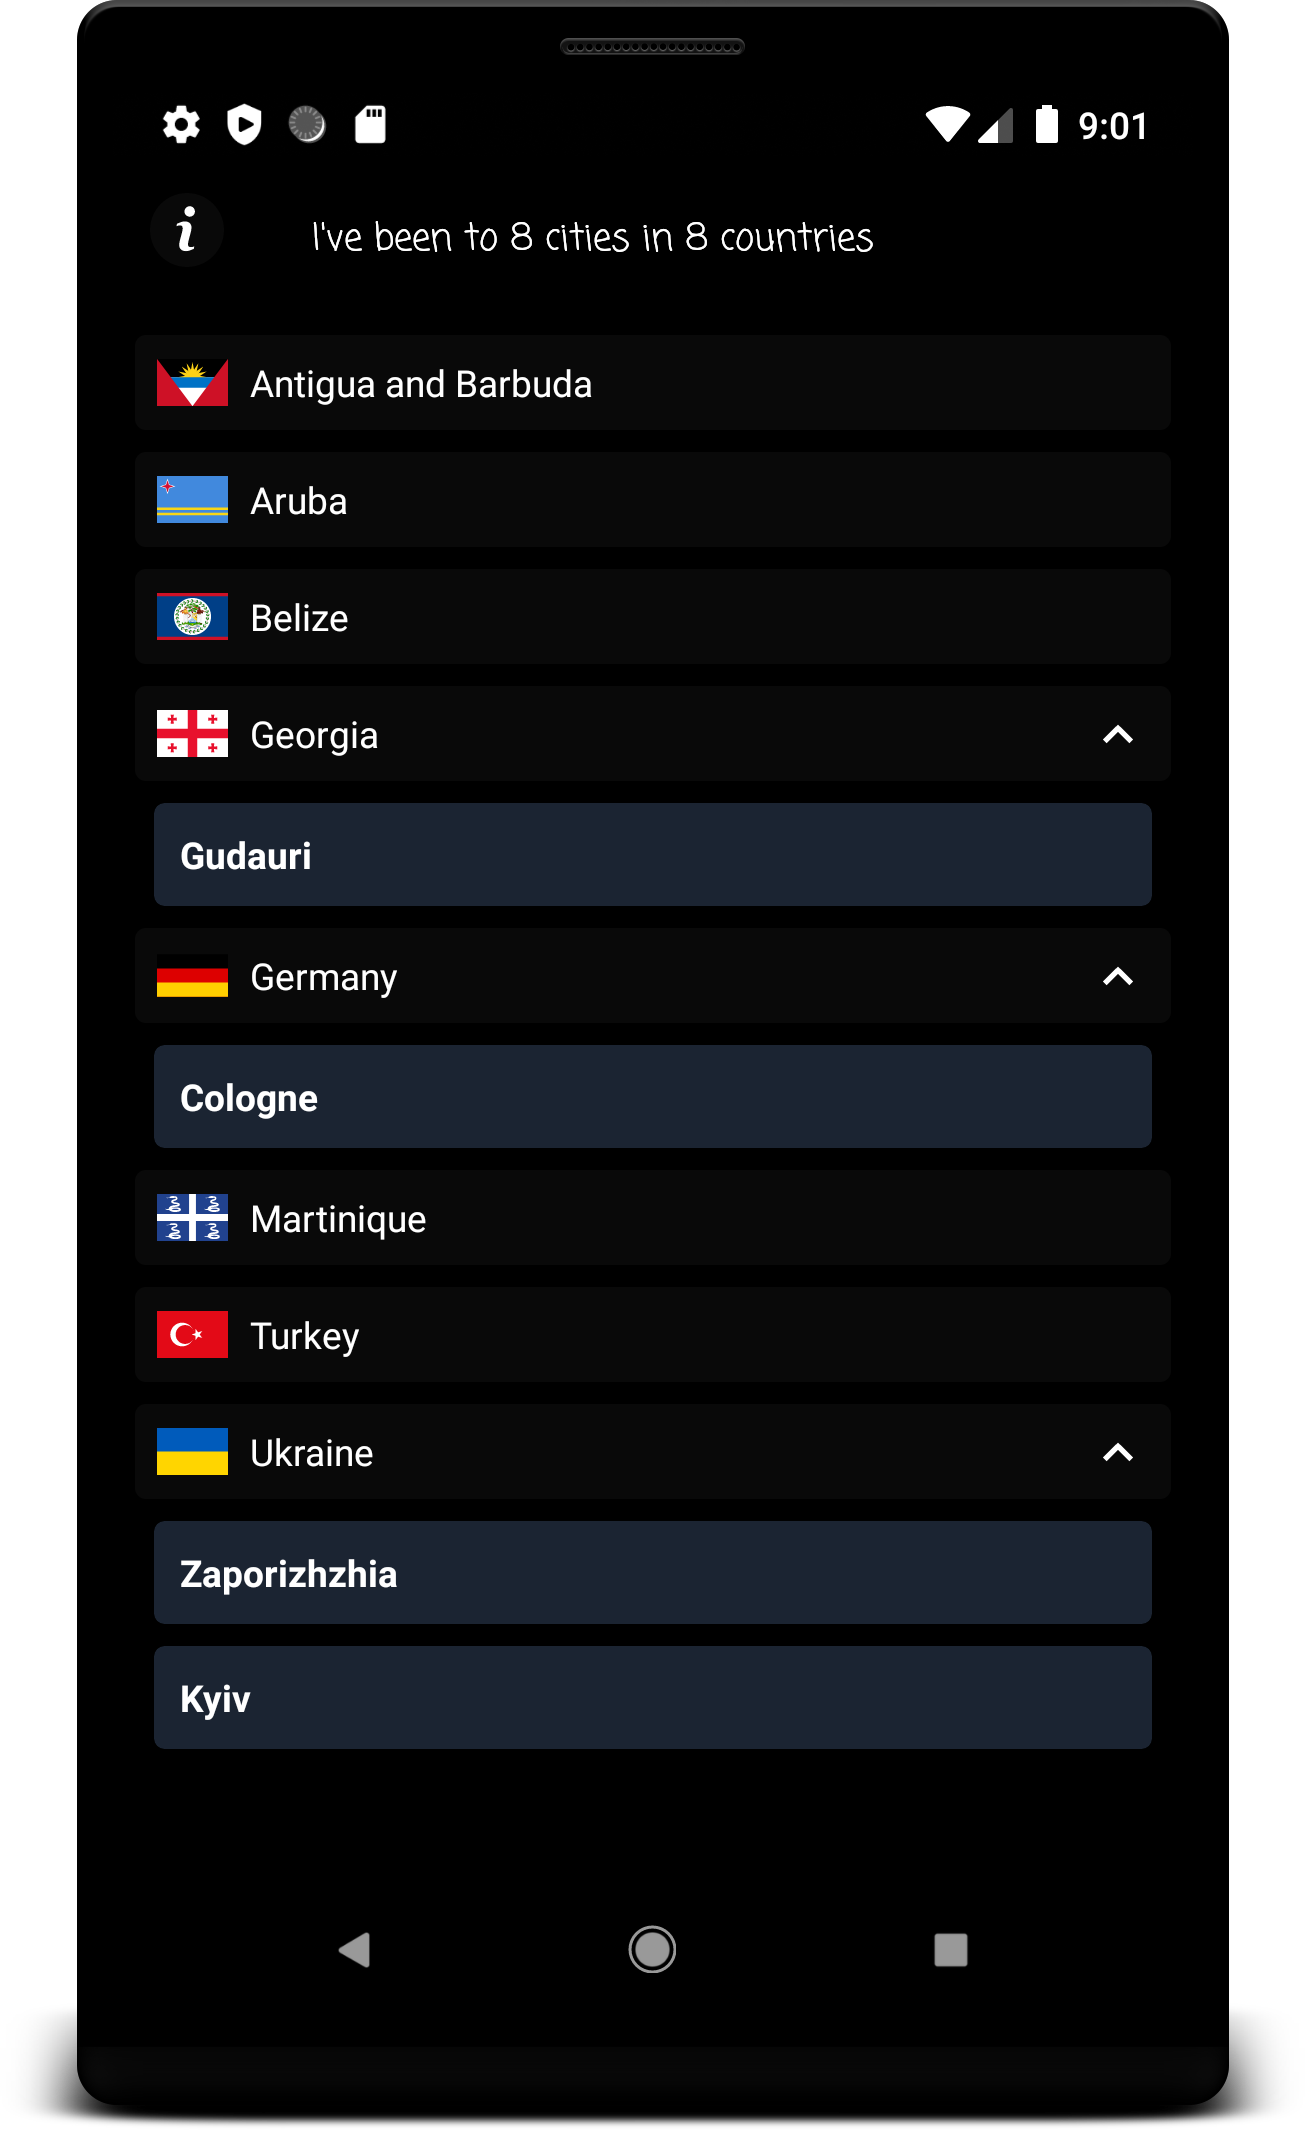 9:01
I've been to 8 cities in 8 countries
Antigua and Barbuda
Aruba
Belize
Georgia
Gudauri
Germany
Cologne
Martinique
Turkey
Ukraine
Zaporizhzhia
Kyiv